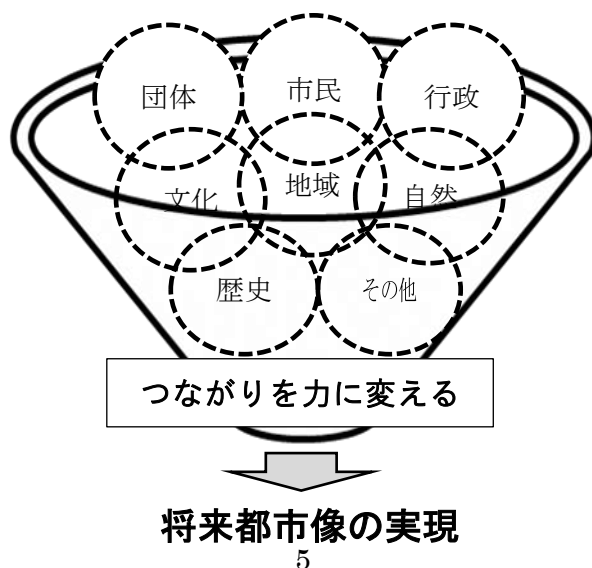 団体
市民
行政
文化
地域
自然
歴史
その他
つながりを力に変える
将来都市像の実現
5